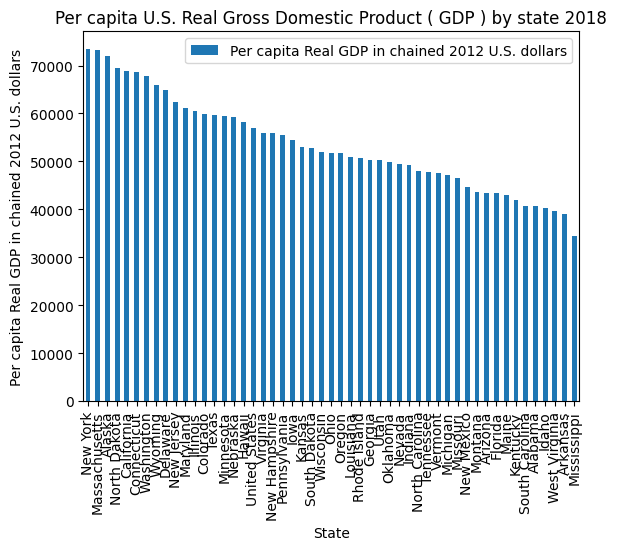 Per capita U.S. Real Gross Domestic Product ( GDP ) by state 2018
Per capita Real GDP in chained 2012 U.S. dollars
Per capita Real GDP in chained 2012 U.S. dollars
70000
60000
50000
40000
30000
20000
10000
0
New York
Massachusetts
Alaska
North Dakota
California
Connecticut
Washington
Wyoming
Delaware
New Jersey
Maryland
Illinois
Colorado
Texas
Minnesota
Nebraska
Hawaii
United States
Virginia
New Hampshire
Pennsylvania
Iowa
Kansas
South Dakota
Wisconsin
Ohio
Oregon
Louisiana
Rhode Island
Georgia
Utah
Oklahoma
Nevada
Indiana
North Carolina
Tennessee
Vermont
Michigan
Missouri
New Mexico
Montana
Arizona
Florida
Maine
Kentucky
South Carolina
Alabama
Idaho
West Virginia
Arkansas
Mississippi
State